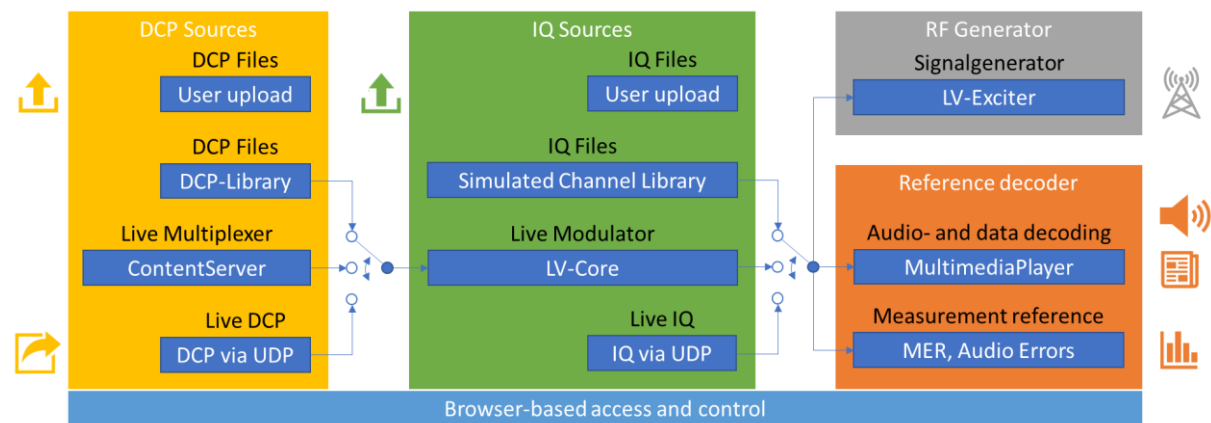 DCP Sources
DCP Files
User upload
DCP Files
DCP-Library
Live Multiplexer
ContentServer
Live DCP
DCP via UDP
IQ Sources
IQ Files
User upload
IQ Files
Simulated Channel Library
Live Modulator
LV-Core
Live IQ
IQ via UDP
RF Generator
Signalgenerator
LV-Exciter
Reference decoder
Audio- and data decoding
MultimediaPlayer
Measurement reference
MER, Audio Errors
Browser-based access and control